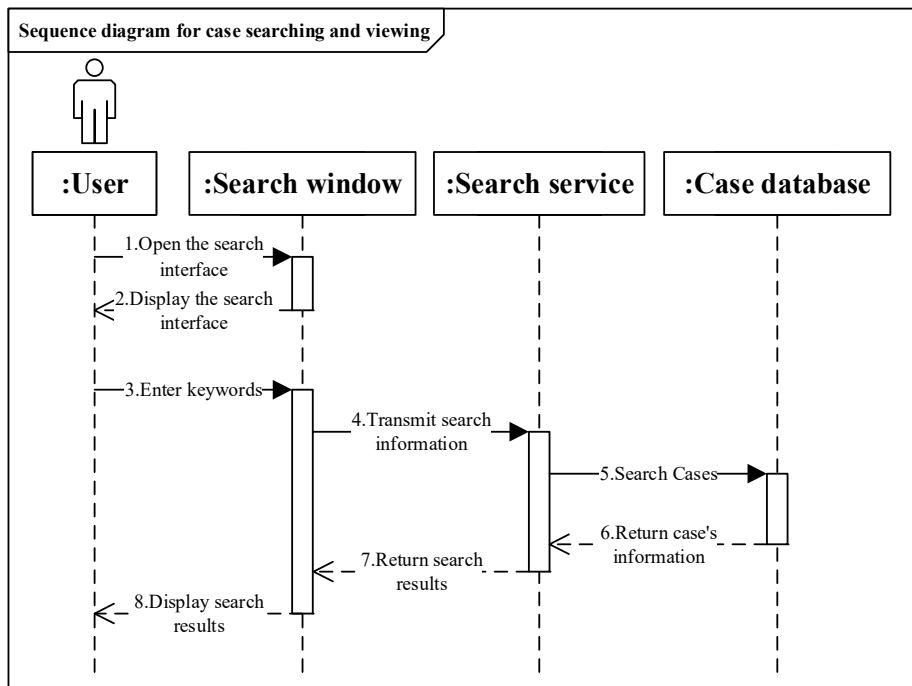 Sequence diagram for case searching and viewing
:User
:Search window
:Search service
:Case database
1.Open the search
interface
2.Display the search
interface
3.Enter keywords
4.Transmit search
information
5.Search Cases
6.Return case's
information
7.Return search
results
8.Display search
results